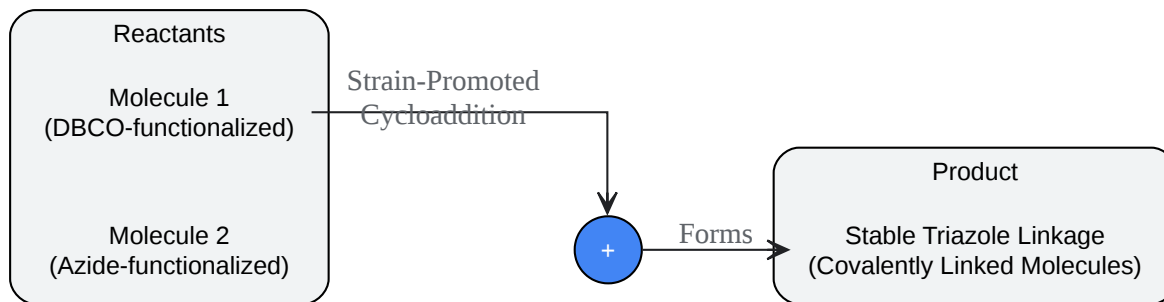 Reactants
Molecule 1
(DBCO-functionalized)
Molecule 2
(Azide-functionalized)
Strain-Promoted
Cycloaddition
+
Forms
Product
Stable Triazole Linkage
(Covalently Linked Molecules)